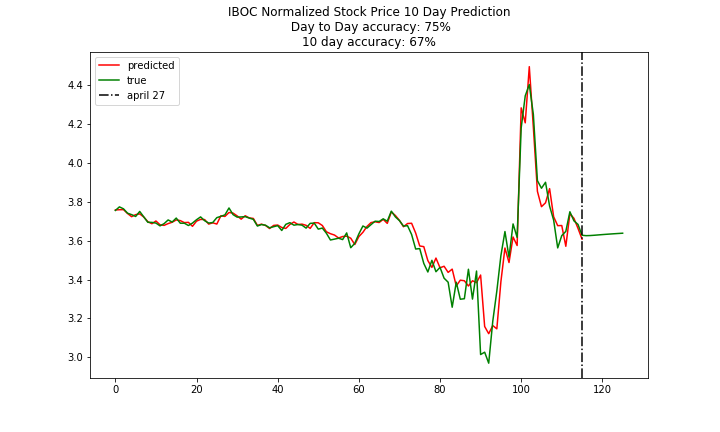 IBOC Normalized Stock Price 10 Day Prediction
Day to Day accuracy: 75%
10 day accuracy: 67%
predicted
true
april 27
4.4
4.2
4.0
3.8
3.6
3.4
3.2
3.0
0 20 40 60 80 100 120